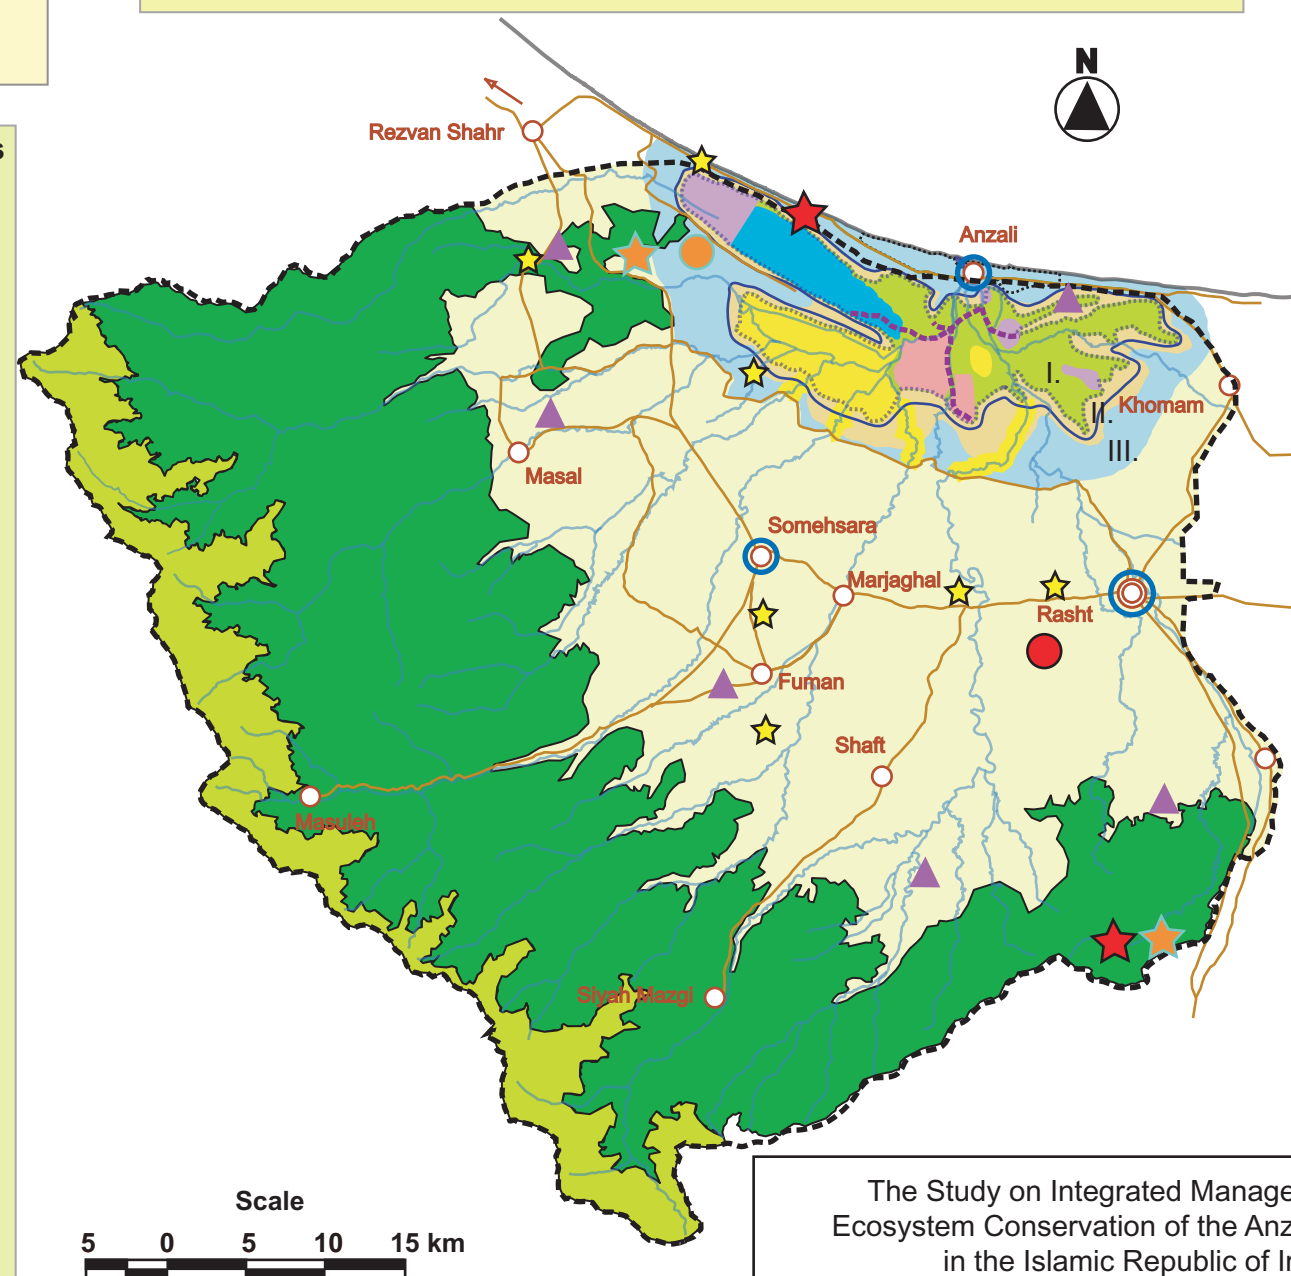 s
N
Rezvan Shahr
Anzali
I.
II.
Khomam
III.
Masal
Somehsara
Marjaghal
Rasht
Fuman
Shaft
Masuleh
Siyah Mazgi
Scale
5 0 5 10 15 km
The Study on Integrated Manage
Ecosystem Conservation of the Anz
in the Islamic Republic of Ir